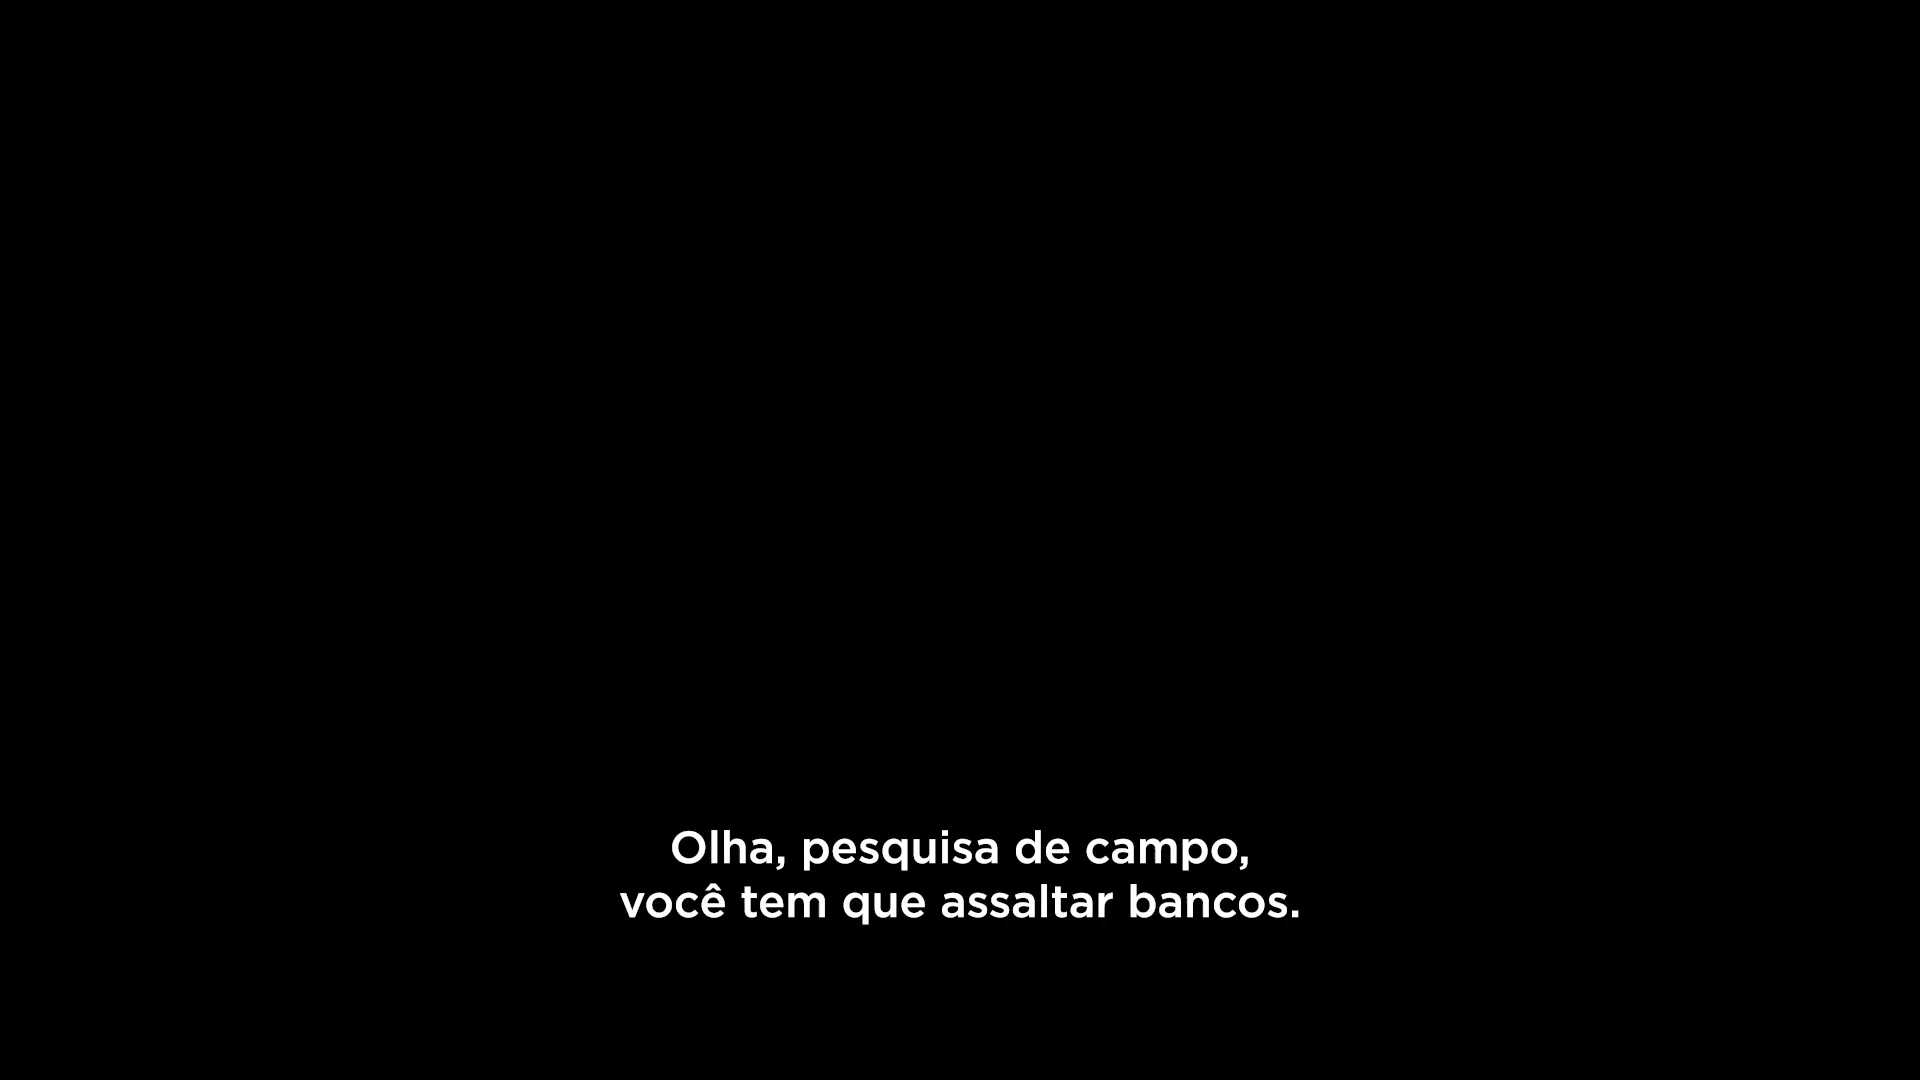 Olha, pesquisa de campo,
você tem que assaltar bancos.